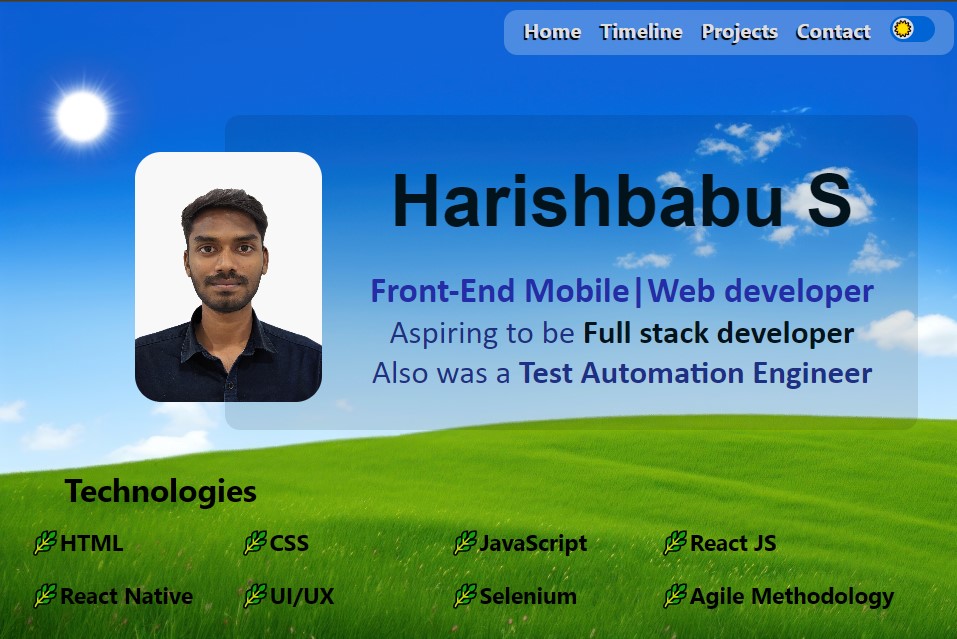 Home Timeline Projects Contact
Harishbabu S
Front-End Mobile|Web developer
Aspiring to be Full stack developer
Also was a Test Automation Engineer
Technologies
HTML CSS JavaScript React JS
React Native UI/UX Selenium Agile Methodology